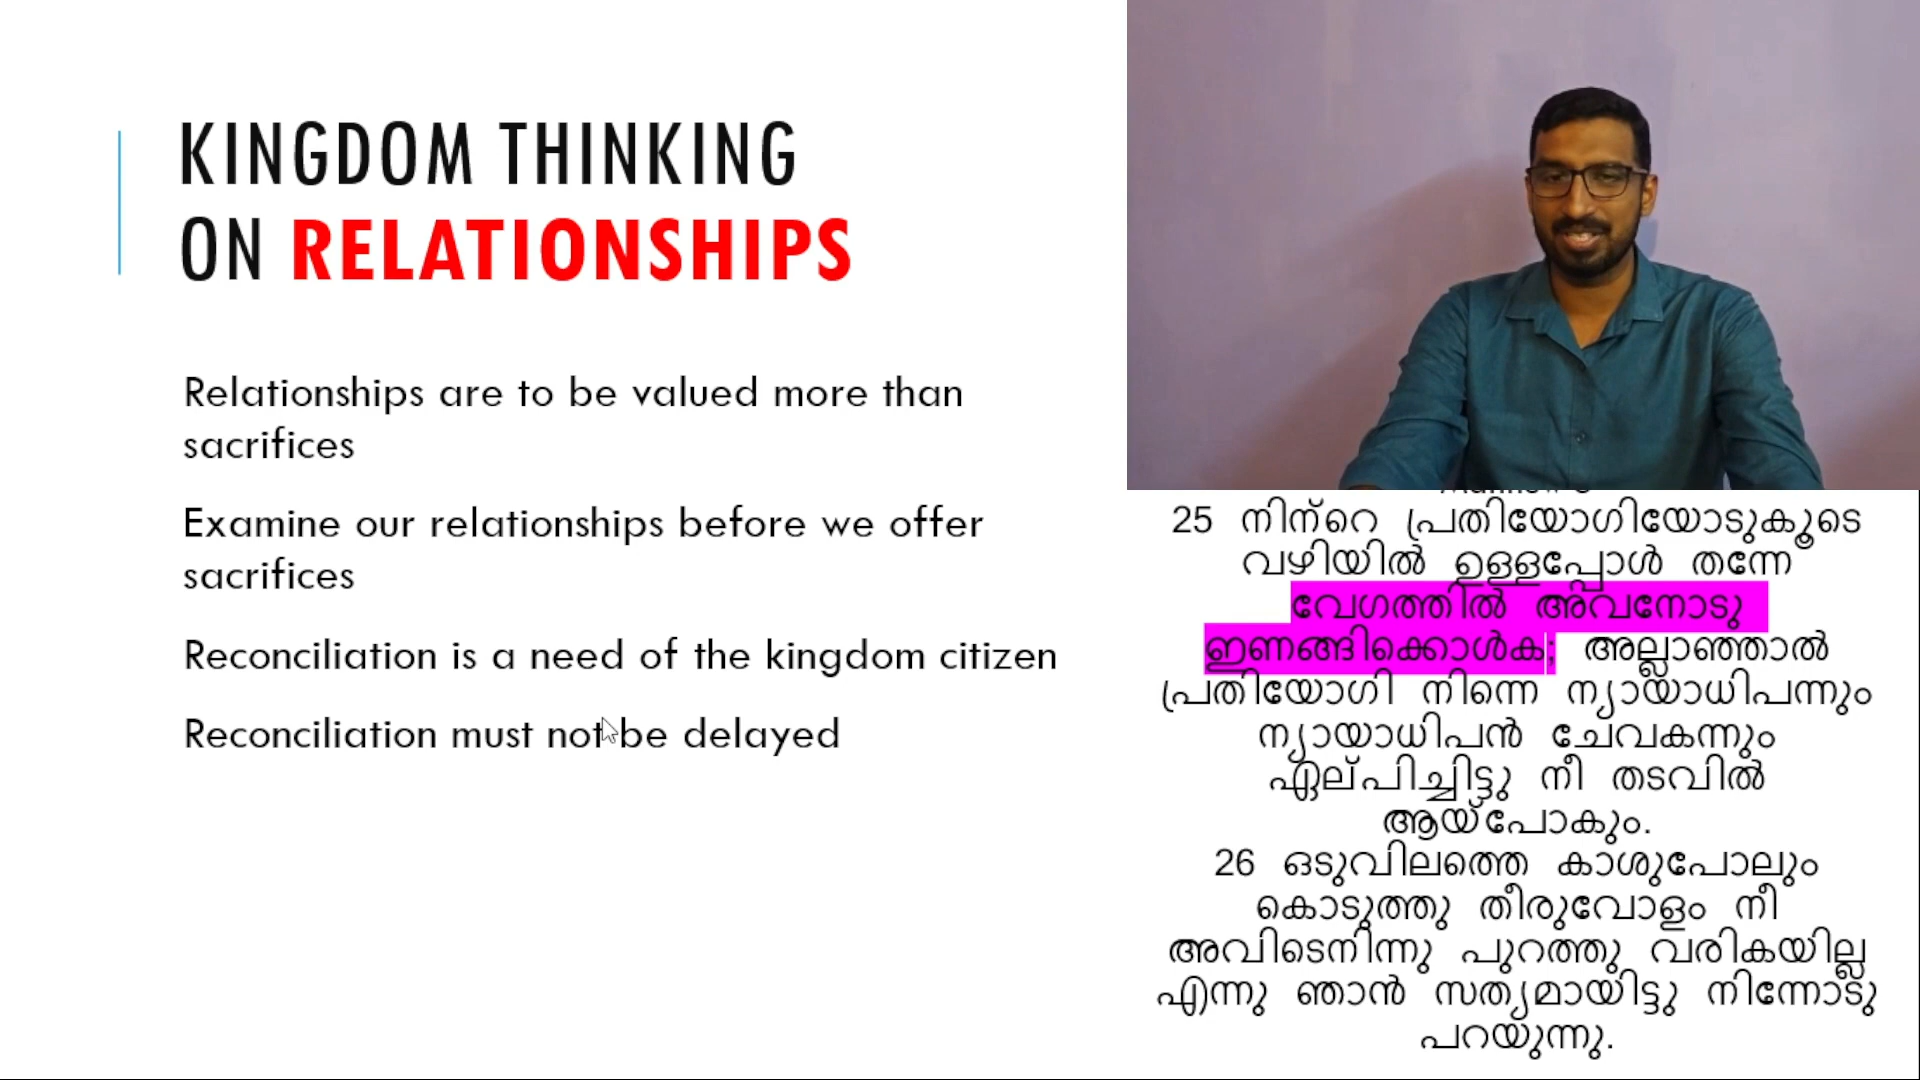 KINGDOM THINKING
ON RELATIONSHIPS
Relationships are to be valued more than
sacrifices
Examine our relationships before we offer
sacrifices
Reconciliation is a need of the kingdom citizen
Reconciliation must not be delayed
25 നിന്റെ പ്രതിയോഗിയോടുകൂടെ
വഴിയിൽ ഉള്ളപ്പോൾ തന്നേ
വേഗത്തിൽ അവനോടു
ഇണങ്ങിക്കൊൾക; അല്ലാഞ്ഞാൽ
പ്രതിയോഗി നിന്നെ ന്യായാധിപന്നും
ന്യായാധിപൻ ചേവകന്നും
ഏല്പിച്ചിട്ടു നീ തടവിൽ
ആയ്പോകും.
26 ഒടുവിലത്തെ കാശുപോലും
കൊടുത്തു തീരുവോളം നീ
അവിടെനിന്നു പുറത്തു വരികയില്ല
എന്നു ഞാൻ സത്യമായിട്ടു നിന്നോടു
പറയുന്നു.